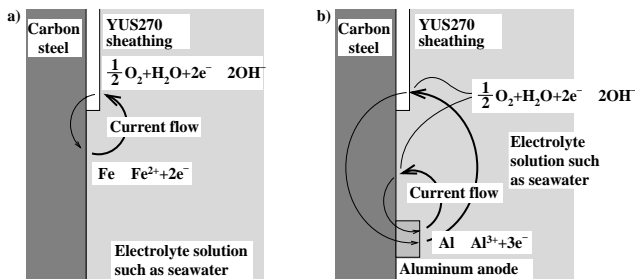 a)
Carbon
steel
YUS270
sheathing
1/2 O₂+H₂O+2e⁻ 2OH⁻
Current flow
Fe Fe²⁺+2e⁻
Electrolyte solution
such as seawater
b)
Carbon
steel
YUS270
sheathing
1/2 O₂+H₂O+2e⁻ 2OH⁻
Electrolyte
solution such
as seawater
Current flow
Al Al³⁺+3e⁻
Aluminum anode